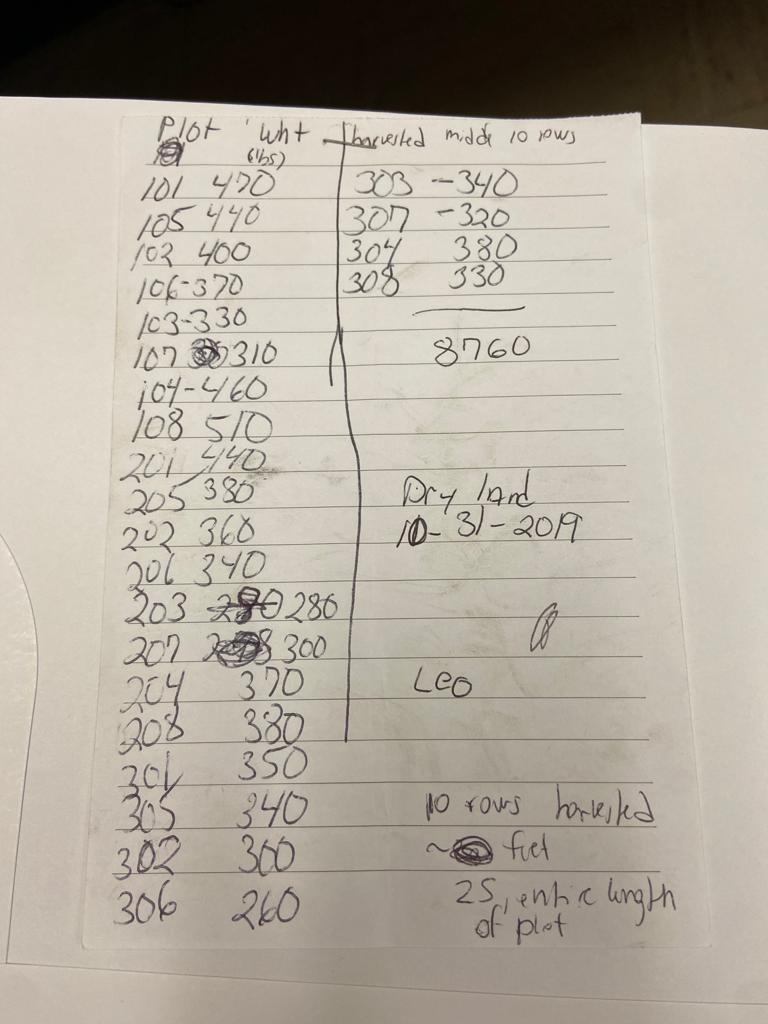 Plot Wht
(lbs)
101 470
105 440
102 400
106-370
103-330
107 310
104-460
108 510
201 440
205 380
202 360
206 340
203 280 280
207 300
204 370
208 380
301 350
305 340
302 300
306 260
harvested middle 10 rows
303 -340
307 -320
304 380
308 330
8760
Dry land
10-31-2019
Leo
10 rows harvested
~ feet
25, entire length
of plot